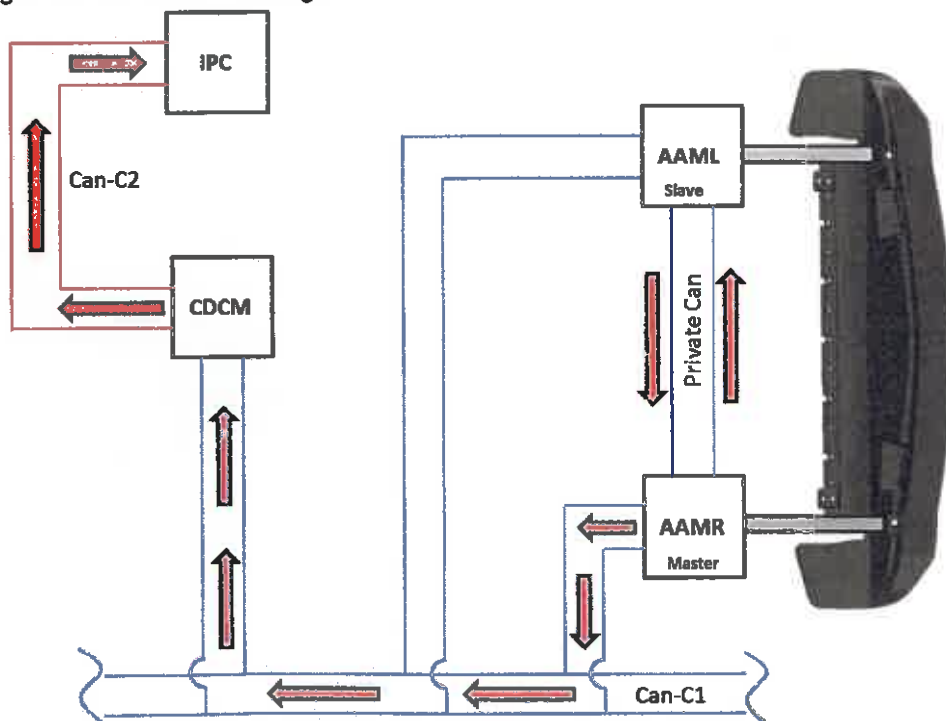 IPC
AAML
Slave
Can-C2
Private Can
CDCM
AAMR
Master
Can-C1